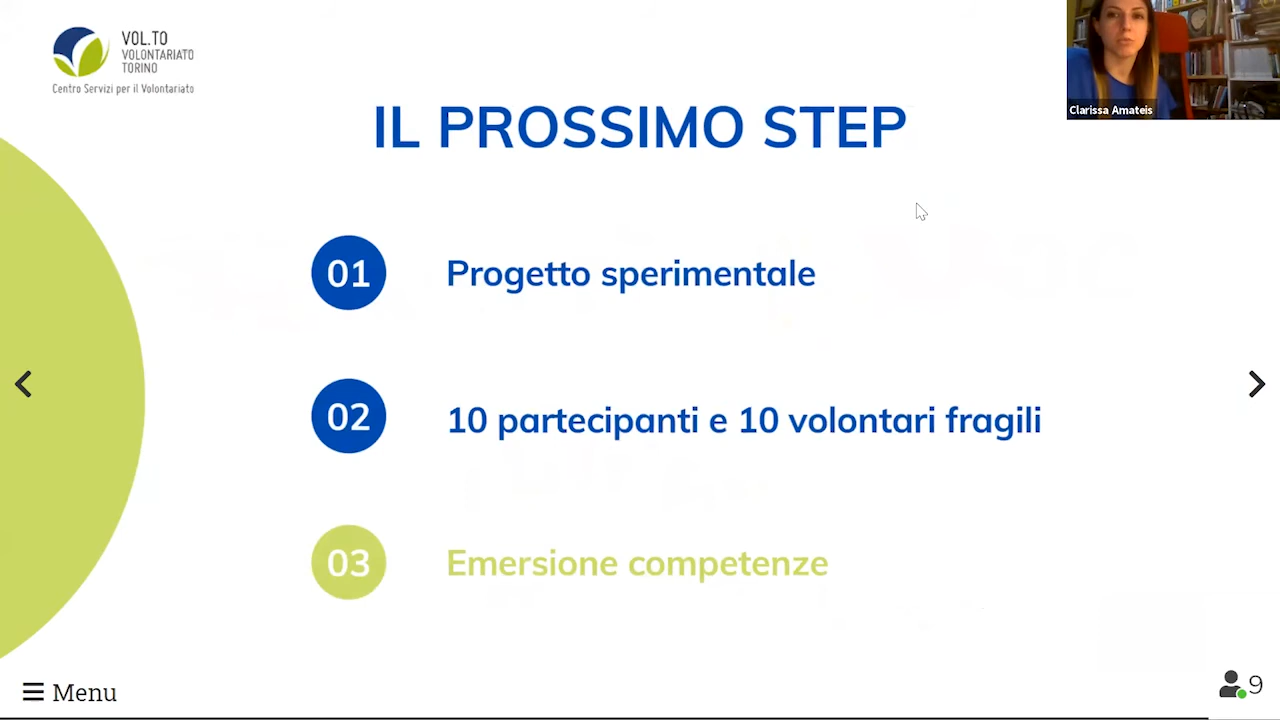 VOL.TO
VOLONTARIATO
TORINO
Centro Servizi per il Volontariato
Clarissa Amateis
IL PROSSIMO STEP
01 Progetto sperimentale
02 10 partecipanti e 10 volontari fragili
03 Emersione competenze
Menu
9